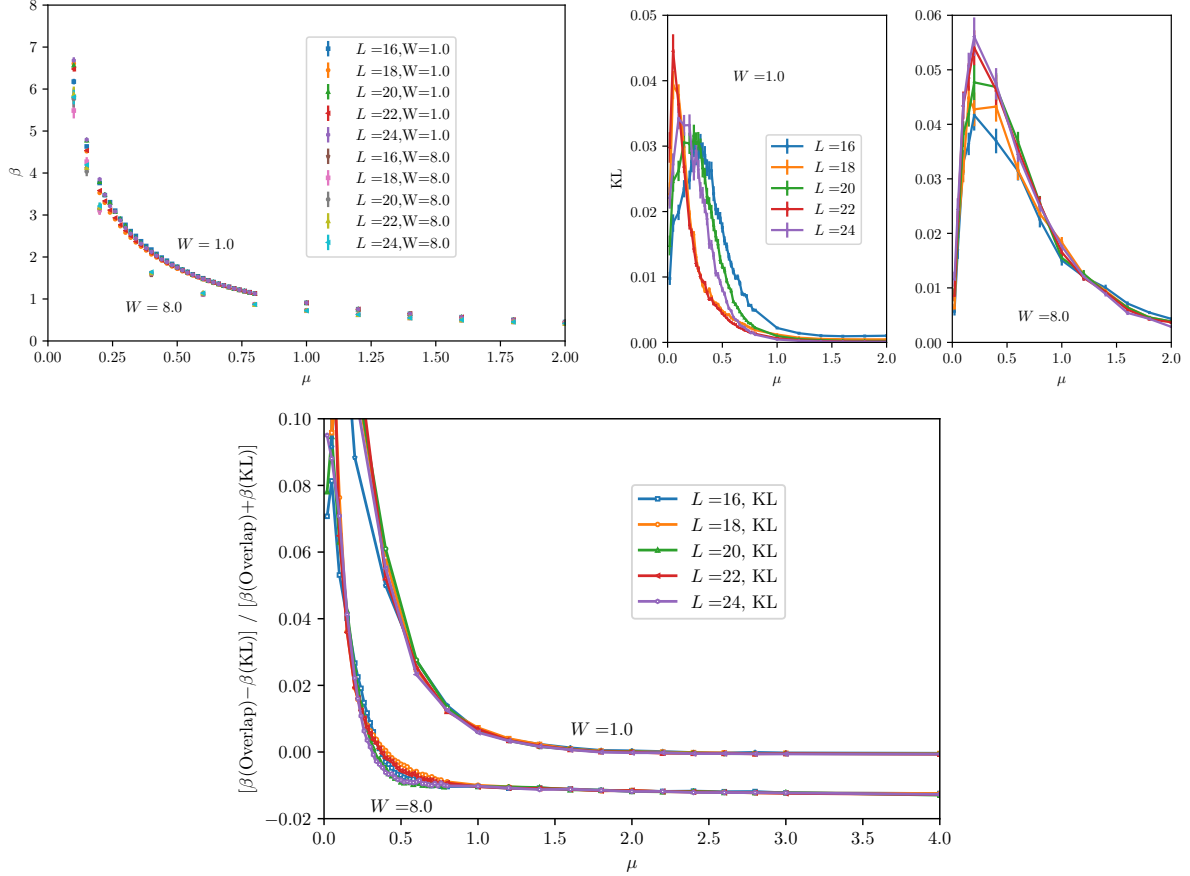 8
7
6
5
4
3
2
1
0
β
0.00
0.25
0.50
0.75
1.00
1.25
1.50
1.75
2.00
μ
L =16,W=1.0
L =18,W=1.0
L =20,W=1.0
L =22,W=1.0
L =24,W=1.0
L =16,W=8.0
L =18,W=8.0
L =20,W=8.0
L =22,W=8.0
L =24,W=8.0
W = 1.0
W = 8.0
0.05
0.04
0.03
0.02
0.01
0.00
KL
0.0
0.5
1.0
1.5
2.0
μ
W =1.0
L =16
L =18
L =20
L =22
L =24
0.06
0.05
0.04
0.03
0.02
0.01
0.00
0.0
0.5
1.0
1.5
2.0
μ
W =8.0
0.10
0.08
0.06
0.04
0.02
0.00
−0.02
[β(Overlap)−β(KL)] / [β(Overlap)+β(KL)]
0.0
0.5
1.0
1.5
2.0
2.5
3.0
3.5
4.0
μ
L =16, KL
L =18, KL
L =20, KL
L =22, KL
L =24, KL
W =1.0
W =8.0